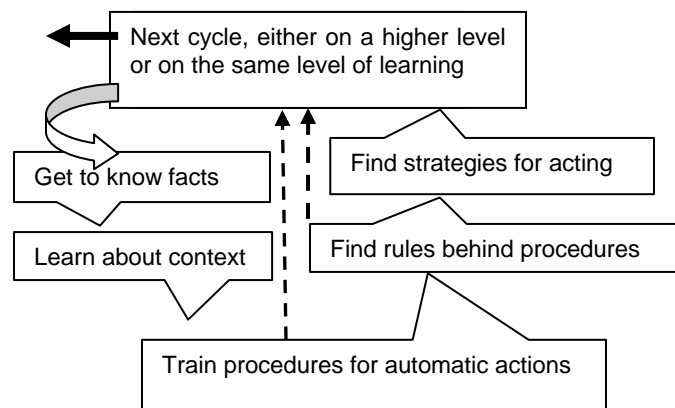 Next cycle, either on a higher level
or on the same level of learning
Find strategies for acting
Get to know facts
Find rules behind procedures
Learn about context
Train procedures for automatic actions